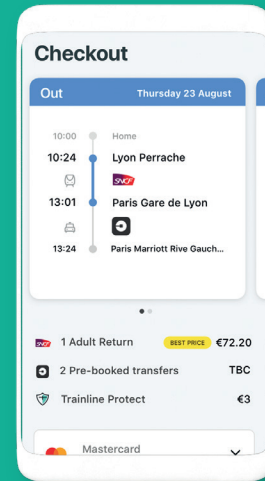 Checkout
Out Thursday 23 August
10:00 Home
10:24 Lyon Perrache
SNCF
13:01 Paris Gare de Lyon
13:24 Paris Marriott Rive Gauch...
SNCF 1 Adult Return BEST PRICE €72.20
2 Pre-booked transfers TBC
Trainline Protect €3
Mastercard